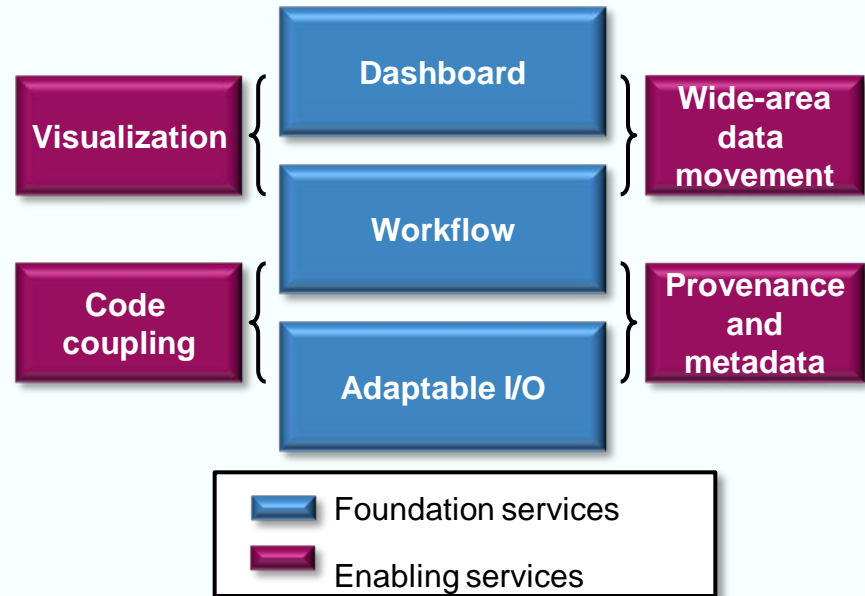 Dashboard
Visualization
Wide-area
data
movement
Workflow
Code
coupling
Provenance
and
metadata
Adaptable I/O
Foundation services
Enabling services